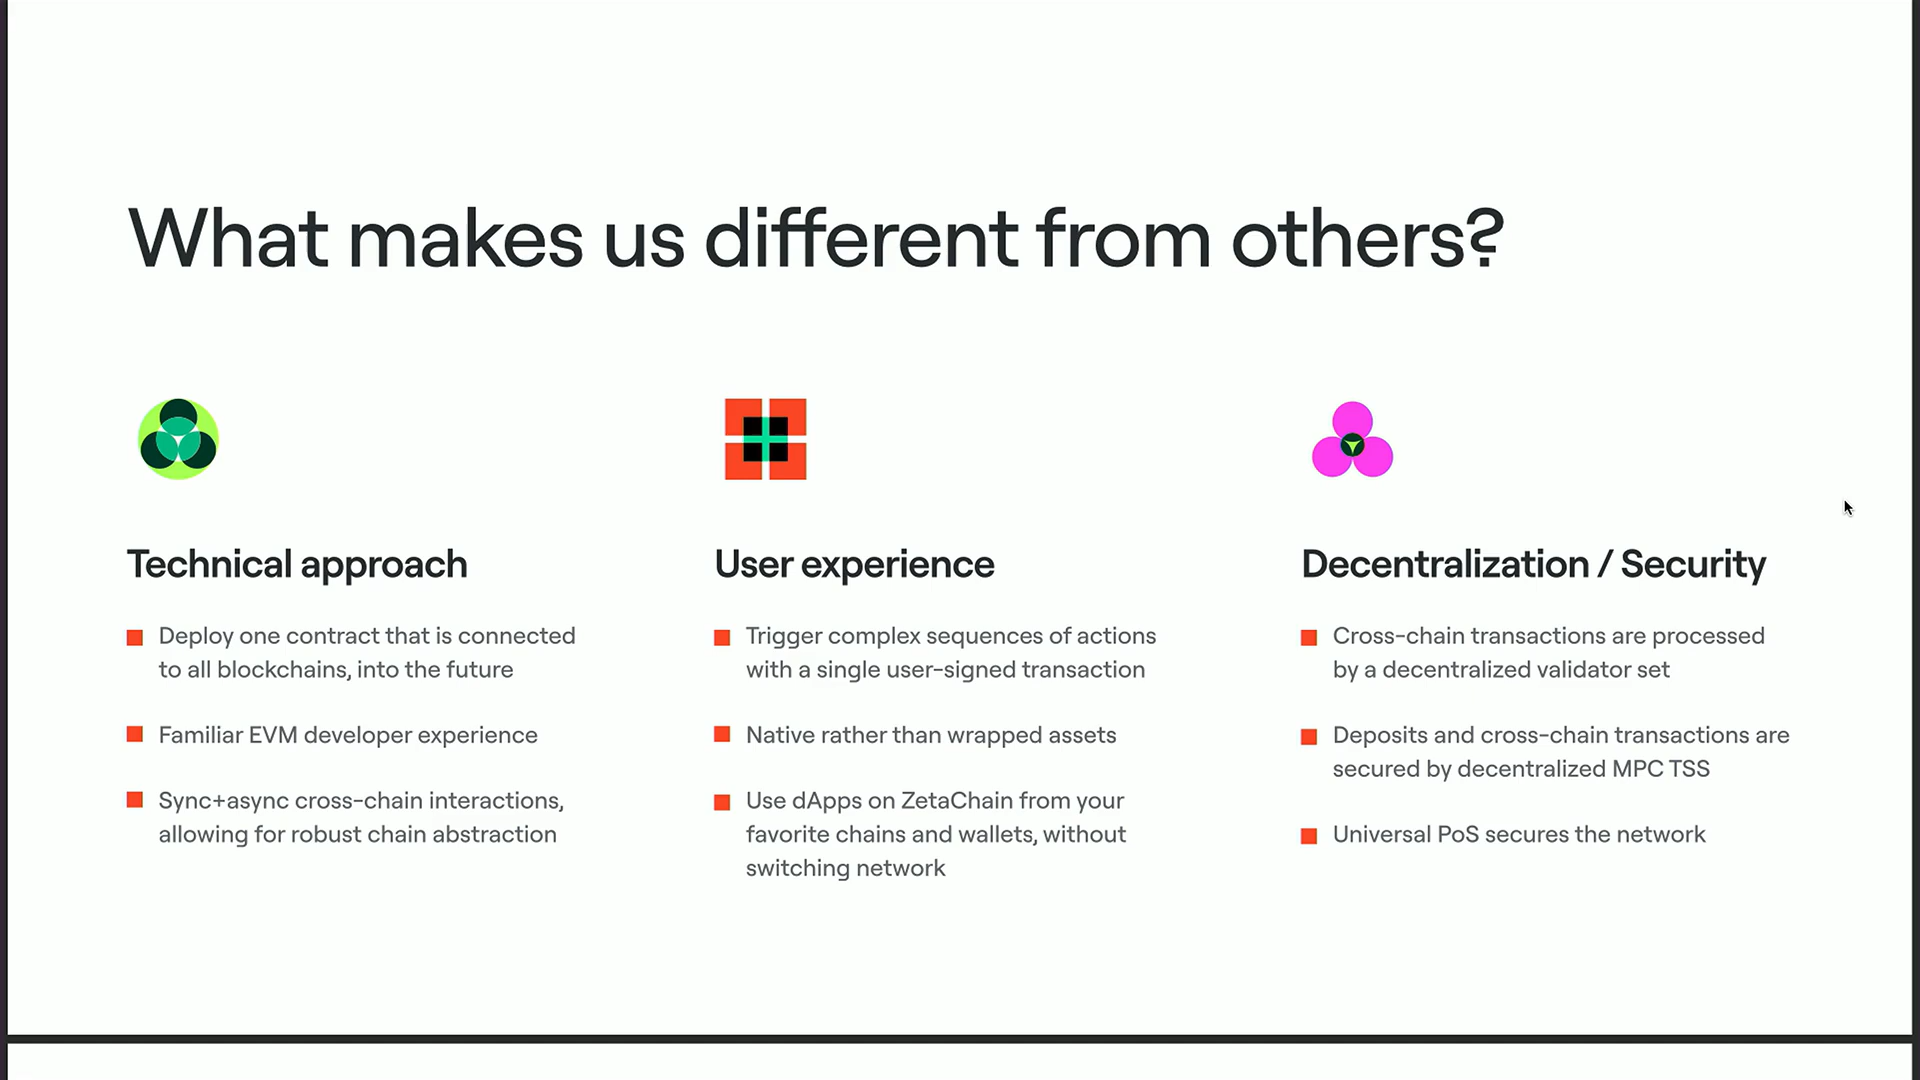 What makes us different from others?
Technical approach
Deploy one contract that is connected
to all blockchains, into the future
Familiar EVM developer experience
Sync+async cross-chain interactions,
allowing for robust chain abstraction
User experience
Trigger complex sequences of actions
with a single user-signed transaction
Native rather than wrapped assets
Use dApps on ZetaChain from your
favorite chains and wallets, without
switching network
Decentralization / Security
Cross-chain transactions are processed
by a decentralized validator set
Deposits and cross-chain transactions are
secured by decentralized MPC TSS
Universal PoS secures the network